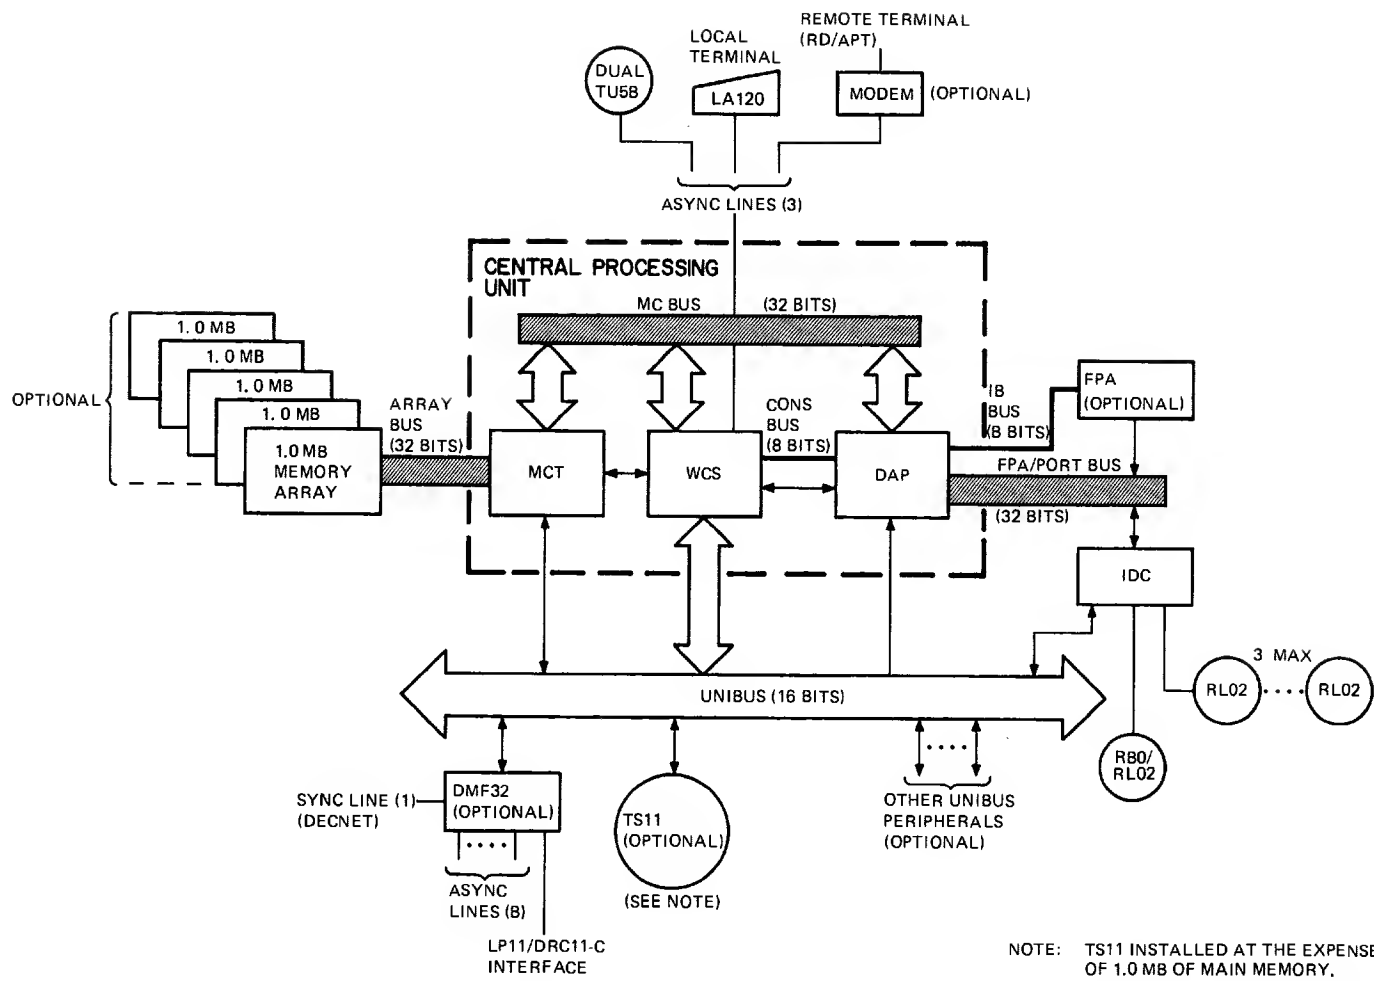 REMOTE TERMINAL
(RD/APT)
LOCAL
TERMINAL
DUAL
TU5B
LA120
MODEM
(OPTIONAL)
ASYNC LINES (3)
CENTRAL PROCESSING
UNIT
MC BUS (32 BITS)
1.0 MB
1.0 MB
1.0 MB
1.0 MB
OPTIONAL
1.0 MB
MEMORY
ARRAY
ARRAY
BUS
(32 BITS)
MCT
WCS
CONS
BUS
(8 BITS)
DAP
IB
BUS
(B BITS)
FPA
(OPTIONAL)
FPA/PORT BUS
(32 BITS)
IDC
3 MAX
RL02
RL02
RB0/
RL02
UNIBUS (16 BITS)
SYNC LINE (1)
(DECNET)
DMF32
(OPTIONAL)
ASYNC
LINES (B)
LP11/DRC11-C
INTERFACE
TS11
(OPTIONAL)
(SEE NOTE)
OTHER UNIBUS
PERIPHERALS
(OPTIONAL)
NOTE: TS11 INSTALLED AT THE EXPENSE
OF 1.0 MB OF MAIN MEMORY.